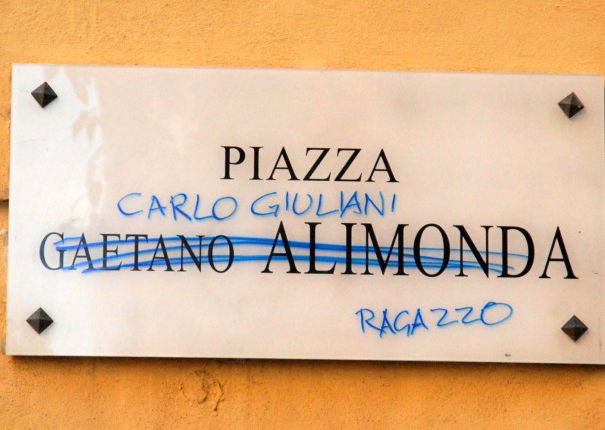 PIAZZA
CARLO GIULIANI
GAETANO ALIMONDA
RAGAZZO